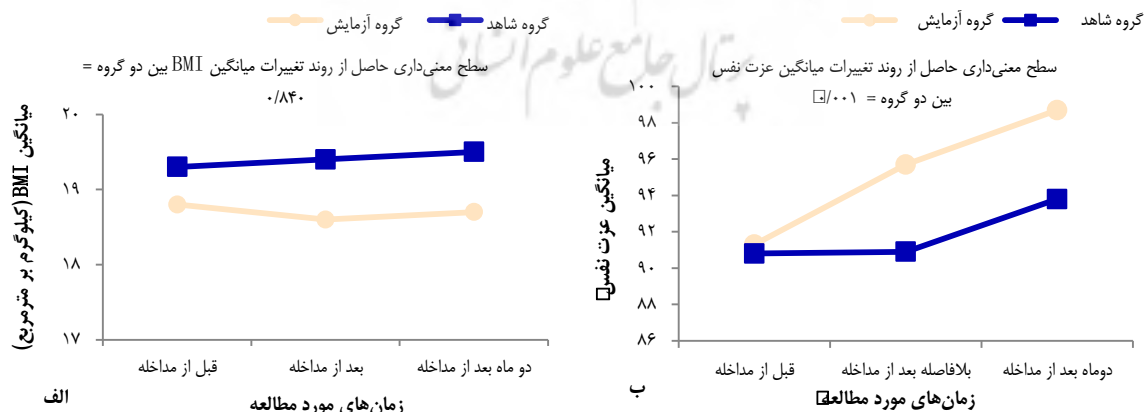 گروه شاهد گروه آزمایش
پرتال جامع علوم انسانی
سطح معنی‌داری حاصل از روند تغییرات میانگین عزت نفس
بین دو گروه = ۰/۰۰۱
میانگین عزت نفس
۱۰۰
۹۸
۹۶
۹۴
۹۲
۹۰
۸۸
۸۶
قبل از مداخله بلافاصله بعد از مداخله دوماه بعد از مداخله
زمان‌های مورد مطالعه
ب
گروه شاهد گروه آزمایش
سطح معنی‌داری حاصل از روند تغییرات میانگین BMI بین دو گروه =
۰/۸۴۰
میانگین BMI (کیلوگرم بر مترمربع)
۲۰
۱۹
۱۸
۱۷
قبل از مداخله بعد از مداخله دو ماه بعد از مداخله
زمان‌های مورد مطالعه
الف